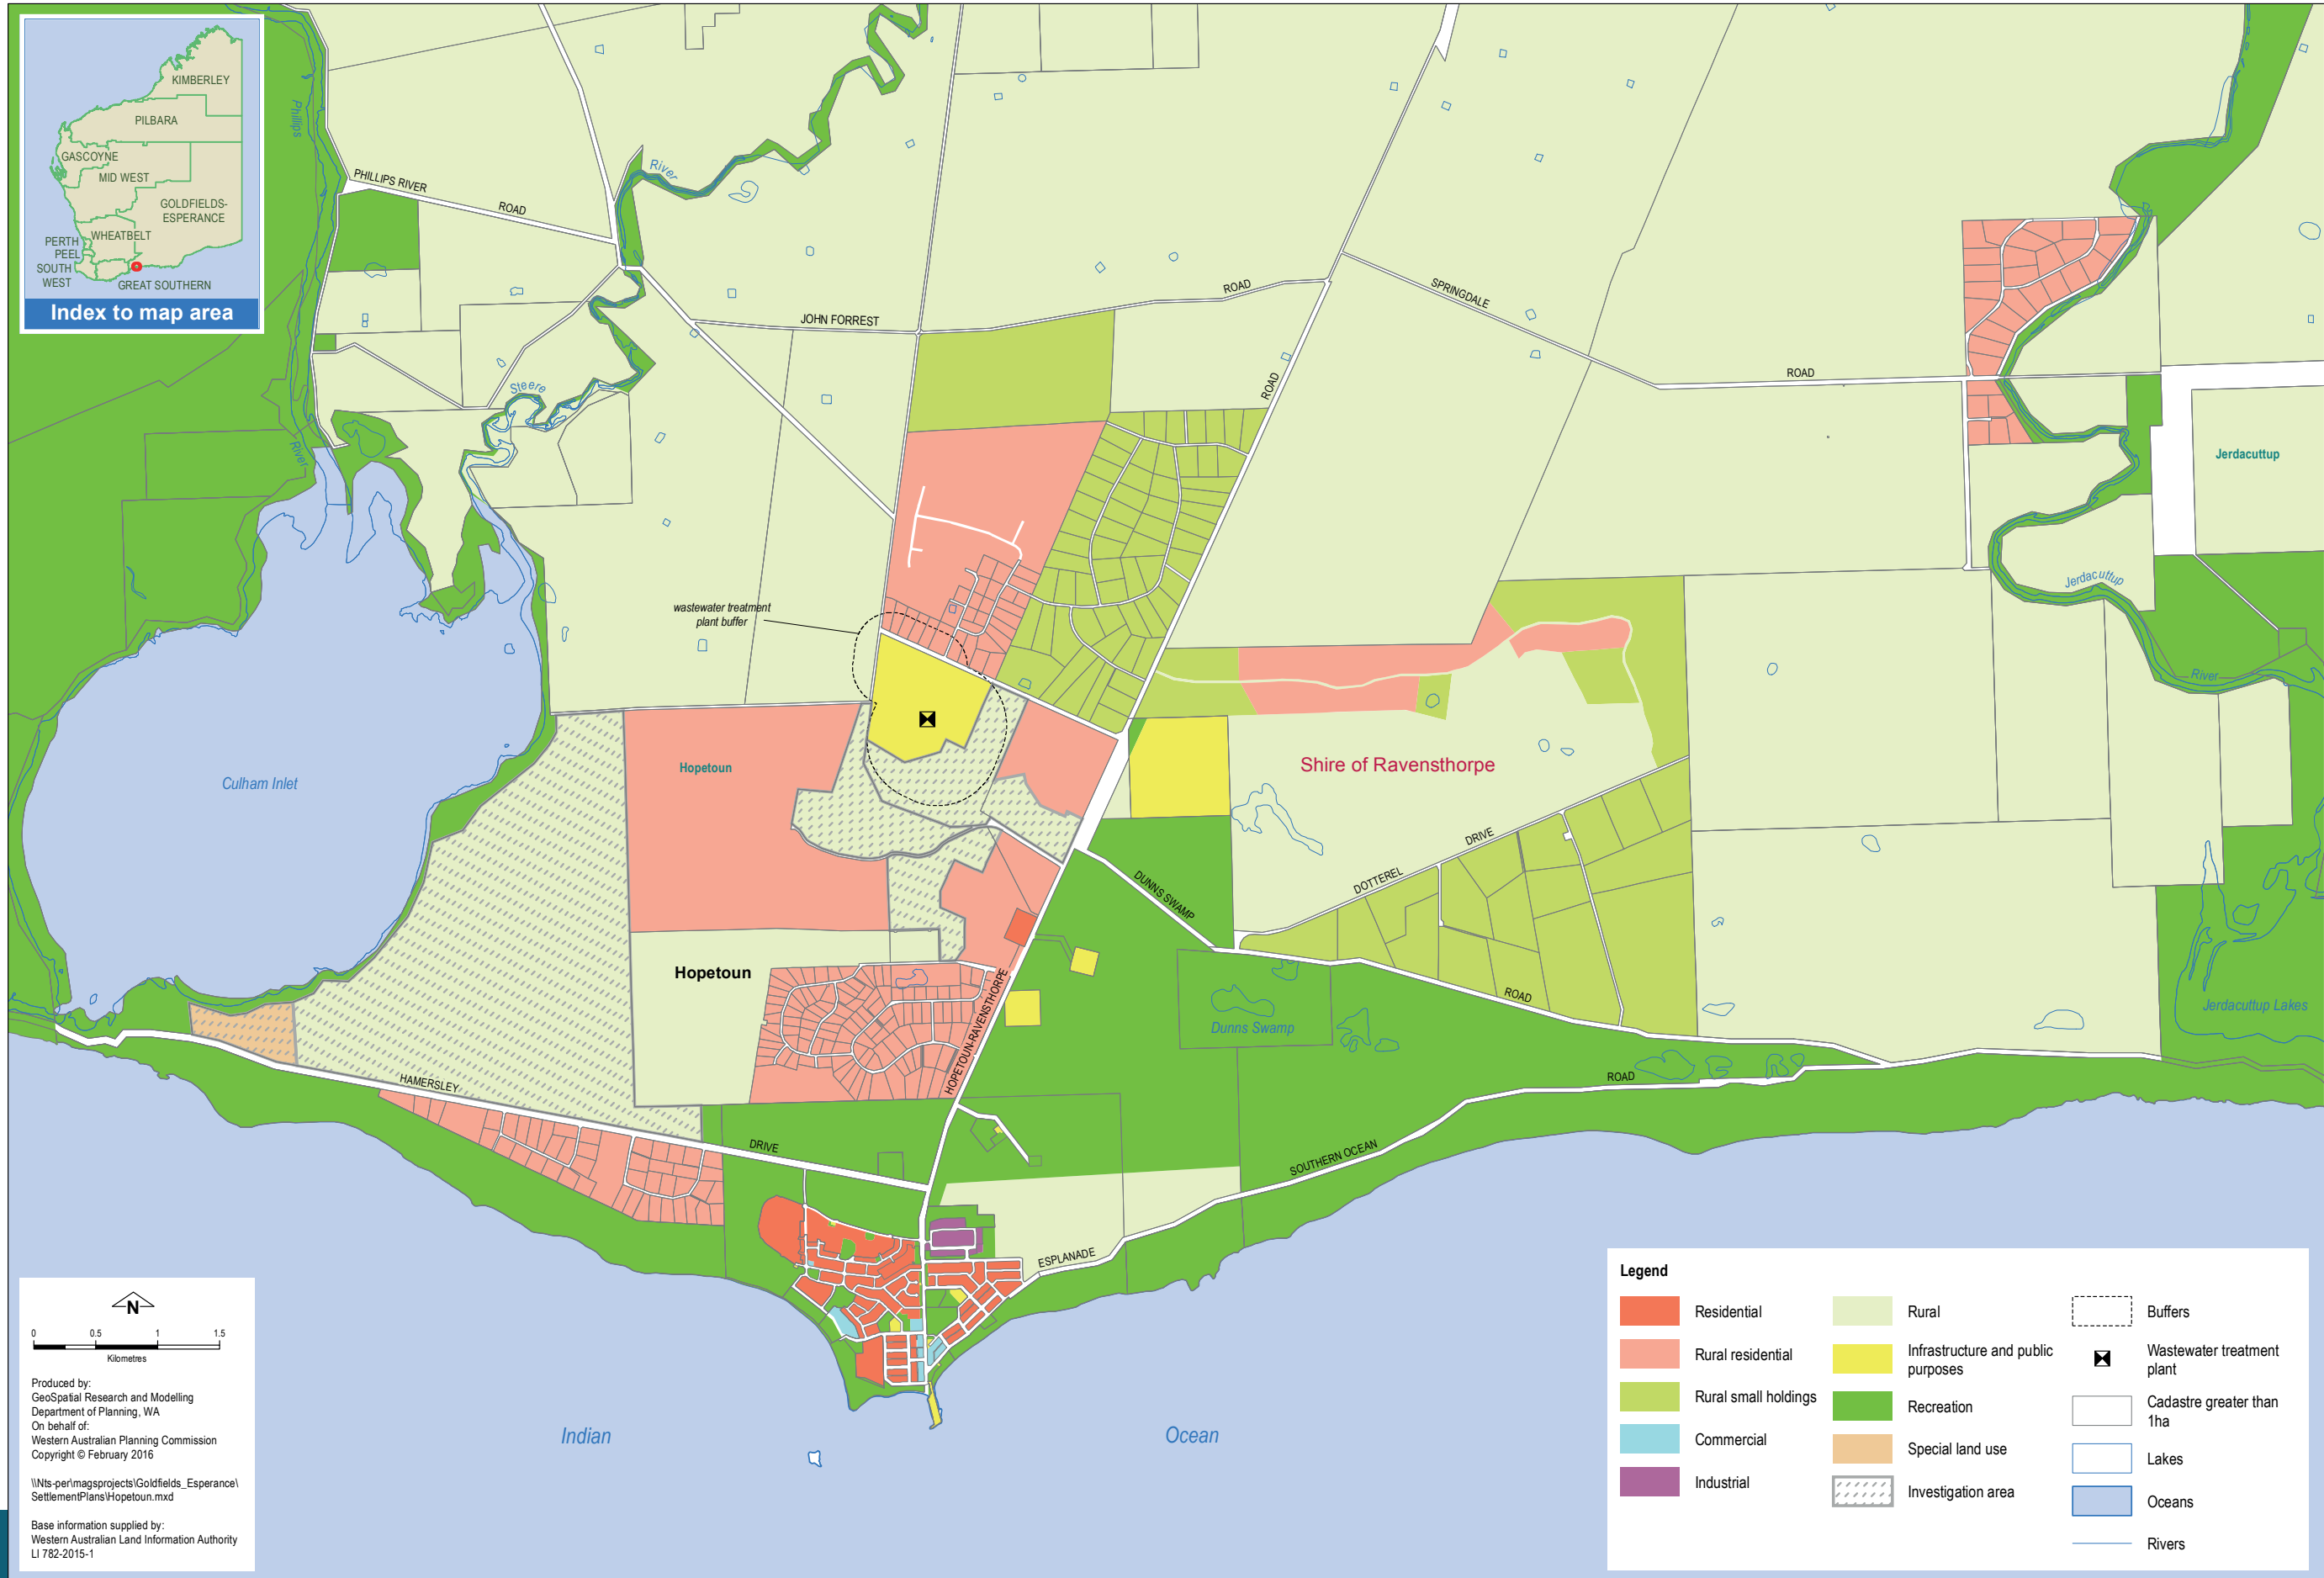 KIMBERLEY
PILBARA
GASCOYNE
MID WEST
GOLDFIELDS-
ESPERANCE
WHEATBELT
PERTH
PEEL
SOUTH
WEST
GREAT SOUTHERN
Index to map area
Phillips
River
PHILLIPS RIVER
ROAD
River
Steere
JOHN FORREST
ROAD
ROAD
SPRINGDALE
ROAD
Jerdacuttup
Jerdacuttup
River
wastewater treatment
plant buffer
Shire of Ravensthorpe
Hopetoun
Culham Inlet
DOTTEREL
DRIVE
DUNNS SWAMP
ROAD
Hopetoun
HOPETOUN-RAVENSTHORPE
Dunns Swamp
Jerdacuttup Lakes
HAMERSLEY
DRIVE
ROAD
SOUTHERN OCEAN
ESPLANADE
Indian
Ocean
N
0 0.5 1 1.5
Kilometres
Produced by:
GeoSpatial Research and Modelling
Department of Planning, WA
On behalf of:
Western Australian Planning Commission
Copyright © February 2016
\\Nts-per\magsprojects\Goldfields_Esperance\
SettlementPlans\Hopetoun.mxd
Base information supplied by:
Western Australian Land Information Authority
LI 782-2015-1
Legend
Residential
Rural residential
Rural small holdings
Commercial
Industrial
Rural
Infrastructure and public
purposes
Recreation
Special land use
Investigation area
Buffers
Wastewater treatment
plant
Cadastre greater than
1ha
Lakes
Oceans
Rivers